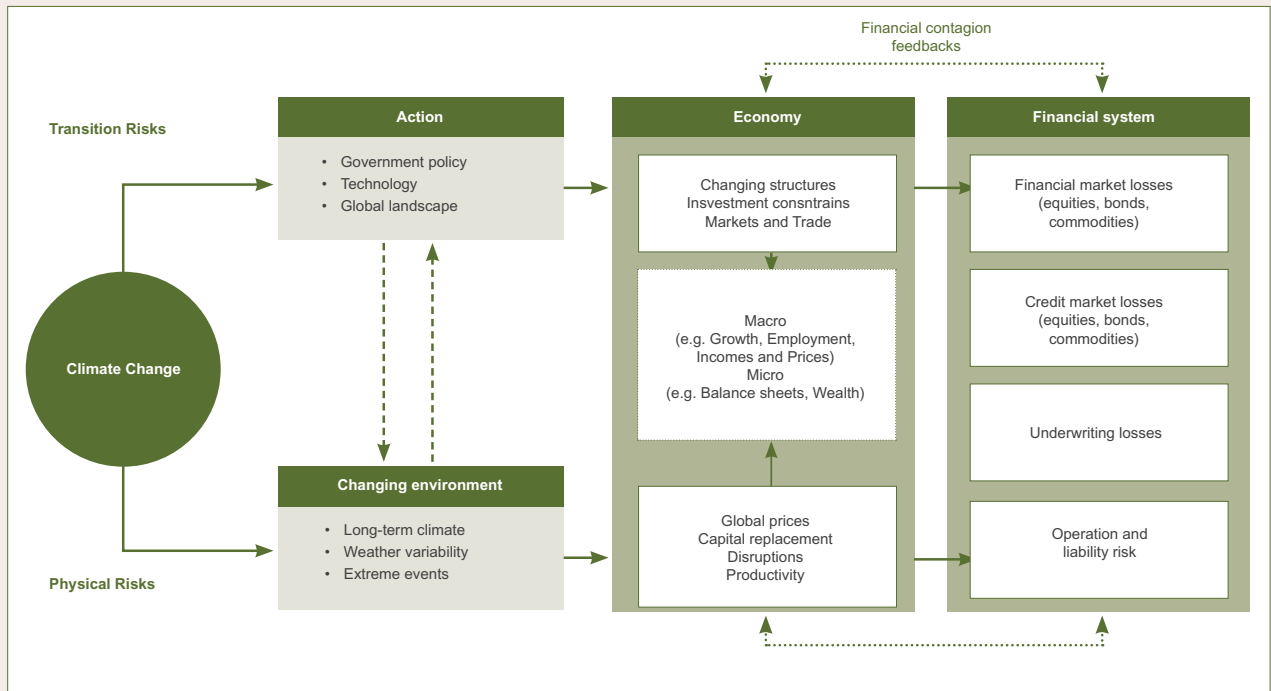 Financial contagion
feedbacks
Transition Risks
Action
• Government policy
• Technology
• Global landscape
Economy
Changing structures
Insvestment consntrains
Markets and Trade
Macro
(e.g. Growth, Employment,
Incomes and Prices)
Micro
(e.g. Balance sheets, Wealth)
Global prices
Capital replacement
Disruptions
Productivity
Financial system
Financial market losses
(equities, bonds,
commodities)
Credit market losses
(equities, bonds,
commodities)
Underwriting losses
Operation and
liability risk
Climate Change
Changing environment
• Long-term climate
• Weather variability
• Extreme events
Physical Risks